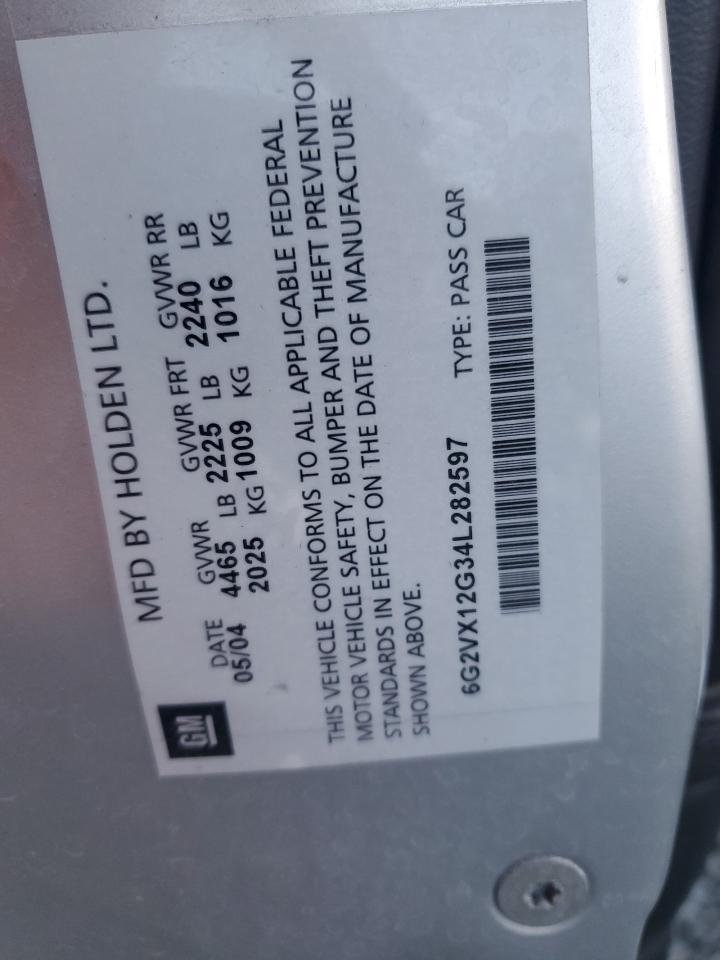 GM
MFD BY HOLDEN LTD.
DATE GVWR GVWR FRT GVWR RR
05/04 4465 LB 2225 LB 2240 LB
2025 KG 1009 KG 1016 KG
THIS VEHICLE CONFORMS TO ALL APPLICABLE FEDERAL
MOTOR VEHICLE SAFETY, BUMPER AND THEFT PREVENTION
STANDARDS IN EFFECT ON THE DATE OF MANUFACTURE
SHOWN ABOVE.
6G2VX12G34L282597 TYPE: PASS CAR